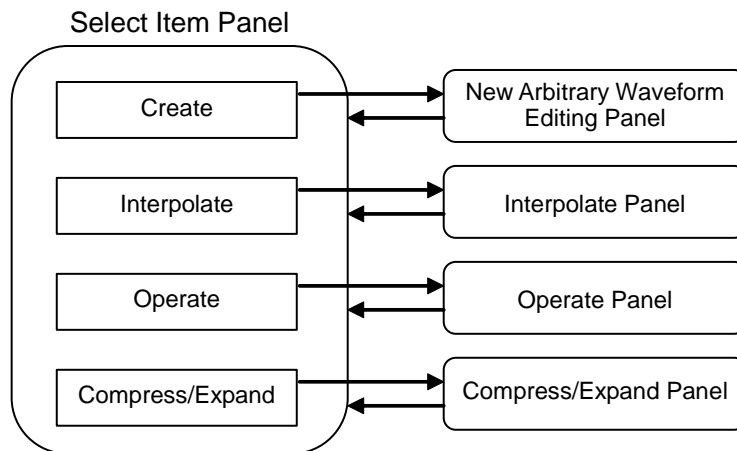 Select Item Panel
Create
New Arbitrary Waveform
Editing Panel
Interpolate
Interpolate Panel
Operate
Operate Panel
Compress/Expand
Compress/Expand Panel